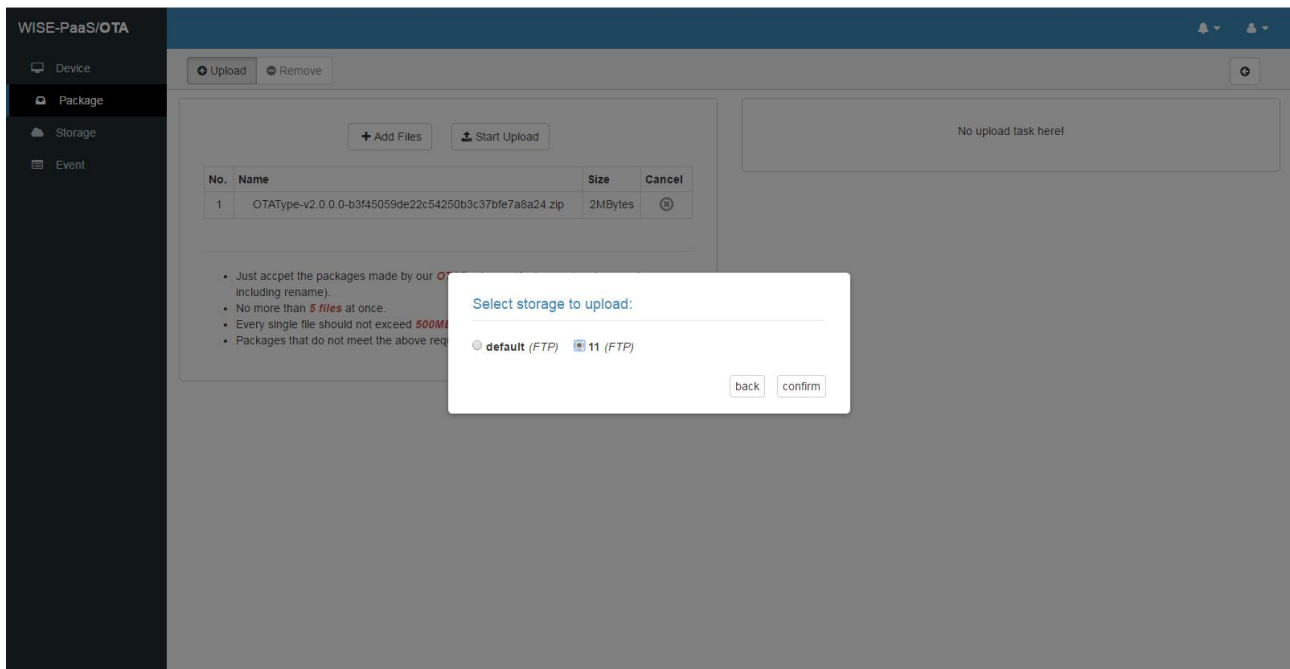 WISE-PaaS/OTA
Device
Package
Storage
Event
Upload
Remove
Add Files
Start Upload
No. Name Size Cancel
1 OTAType-v2.0.0.0-b3f45059de22c54250b3c37bfe7a8a24.zip 2MBytes
Just accpet the packages made by our
including rename).
No more than 5 files at once.
Every single file should not exceed
Packages that do not meet the above
No upload task here!
Select storage to upload:
default (FTP) 11 (FTP)
back confirm